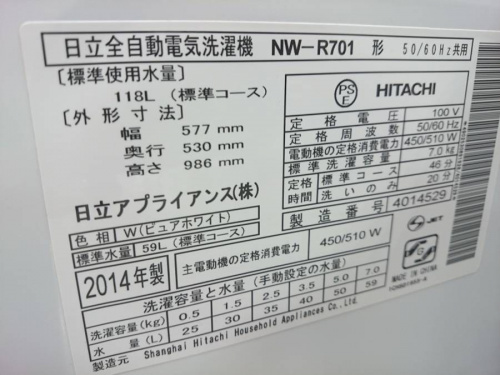 日立全自動電気洗濯機 NW-R701 形 50/60Hz共用
[標準使用水量]
118L (標準コース)
[外形寸法]
幅 577 mm
奥行 530 mm
高さ 986 mm
日立アプライアンス(株)
色相 W(ピュアホワイト)
標準水量 59L(標準コース)
2014年製
PS
E
HITACHI
定格電圧 100V
定格周波数 50/60Hz
電動機の定格消費電力 450/510W
標準洗濯容量 7.0kg
定格時間 標準コース 46分
洗いのみ 20分
製造番号 4014529
主電動機の定格消費電力 450/510 W
JET
MADE IN CHINA
洗濯容量と水量(手動設定の水量)
洗濯容量(kg) 0.5 1.5 2.5 3.5 5.0 7.0
水量(L) 25 30 35 40 50 59
製造元 Shanghai Hitachi Household Appliances Co., Ltd.